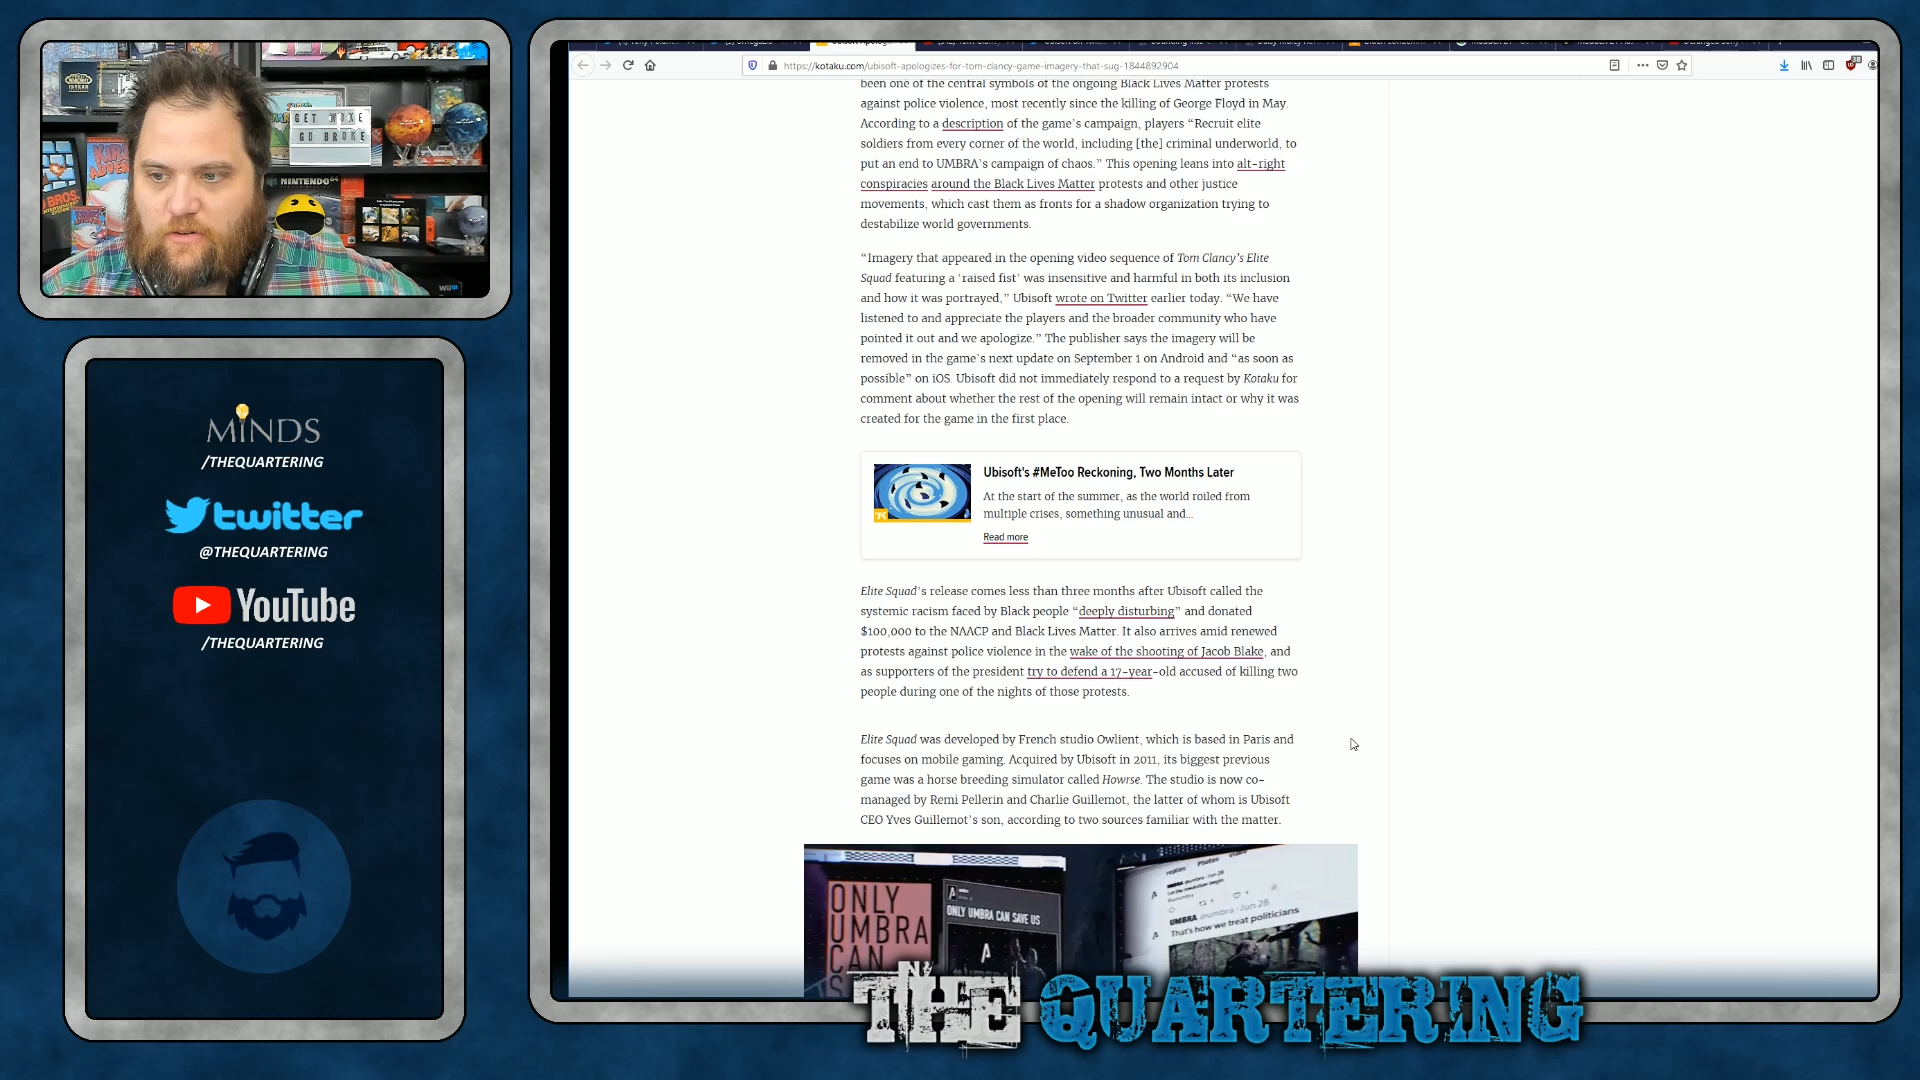 GET WOKE
GO BROKE
NINTENDO 64
WiiU
MINDS
/THEQUARTERING
twitter
@THEQUARTERING
YouTube
/THEQUARTERING
https://kotaku.com/ubisoft-apologizes-for-tom-clancy-game-imagery-that-sug-1844892904
been one of the central symbols of the ongoing Black Lives Matter protests
against police violence, most recently since the killing of George Floyd in May.
According to a description of the game's campaign, players “Recruit elite
soldiers from every corner of the world, including [the] criminal underworld, to
put an end to UMBRA's campaign of chaos.” This opening leans into alt-right
conspiracies around the Black Lives Matter protests and other justice
movements, which cast them as fronts for a shadow organization trying to
destabilize world governments.
“Imagery that appeared in the opening video sequence of Tom Clancy's Elite
Squad featuring a ‘raised fist’ was insensitive and harmful in both its inclusion
and how it was portrayed,” Ubisoft wrote on Twitter earlier today. “We have
listened to and appreciate the players and the broader community who have
pointed it out and we apologize.” The publisher says the imagery will be
removed in the game's next update on September 1 on Android and “as soon as
possible” on iOS. Ubisoft did not immediately respond to a request by Kotaku for
comment about whether the rest of the opening will remain intact or why it was
created for the game in the first place.
Ubisoft's #MeToo Reckoning, Two Months Later
At the start of the summer, as the world roiled from
multiple crises, something unusual and...
Read more
Elite Squad's release comes less than three months after Ubisoft called the
systemic racism faced by Black people “deeply disturbing” and donated
$100,000 to the NAACP and Black Lives Matter. It also arrives amid renewed
protests against police violence in the wake of the shooting of Jacob Blake, and
as supporters of the president try to defend a 17-year-old accused of killing two
people during one of the nights of those protests.
Elite Squad was developed by French studio Owlient, which is based in Paris and
focuses on mobile gaming. Acquired by Ubisoft in 2011, its biggest previous
game was a horse breeding simulator called Howrse. The studio is now co-
managed by Remi Pellerin and Charlie Guillemot, the latter of whom is Ubisoft
CEO Yves Guillemot's son, according to two sources familiar with the matter.
ONLY
UMBRA
CAN
ONLY UMBRA CAN SAVE US
Photos
replies
UMBRA @umbra · Jun 28
Let the revolution begin
UMBRA @umbra · Jun 28
That's how we treat politicians
THE QUARTERING